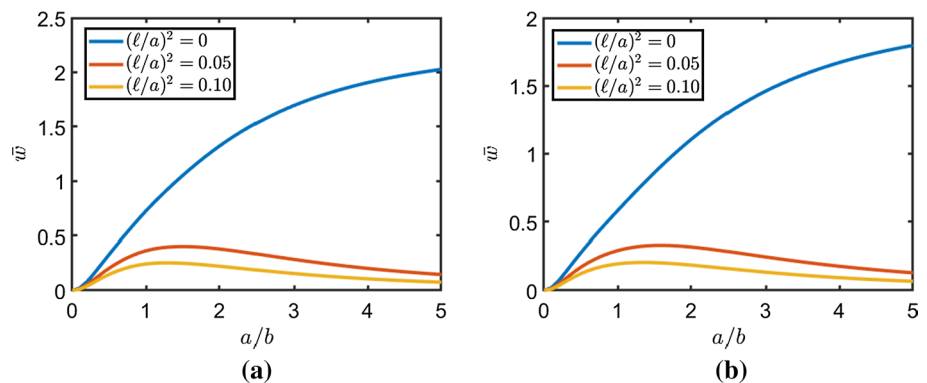 2.5
2
1.5
1
0.5
0
w̄
(ℓ/a)² = 0
(ℓ/a)² = 0.05
(ℓ/a)² = 0.10
0 1 2 3 4 5
a/b
(a)
2
1.5
1
0.5
0
w̄
(ℓ/a)² = 0
(ℓ/a)² = 0.05
(ℓ/a)² = 0.10
0 1 2 3 4 5
a/b
(b)